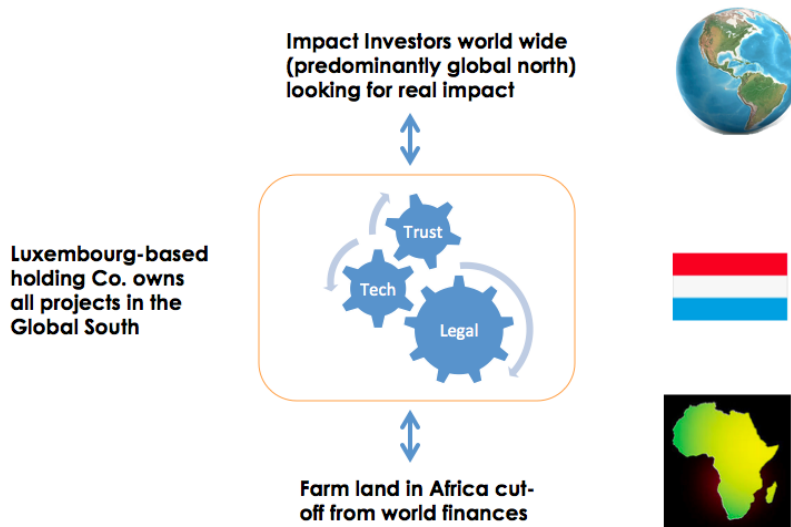 Impact Investors world wide
(predominantly global north)
looking for real impact
Luxembourg-based
holding Co. owns
all projects in the
Global South
Trust
Tech
Legal
Farm land in Africa cut-
off from world finances